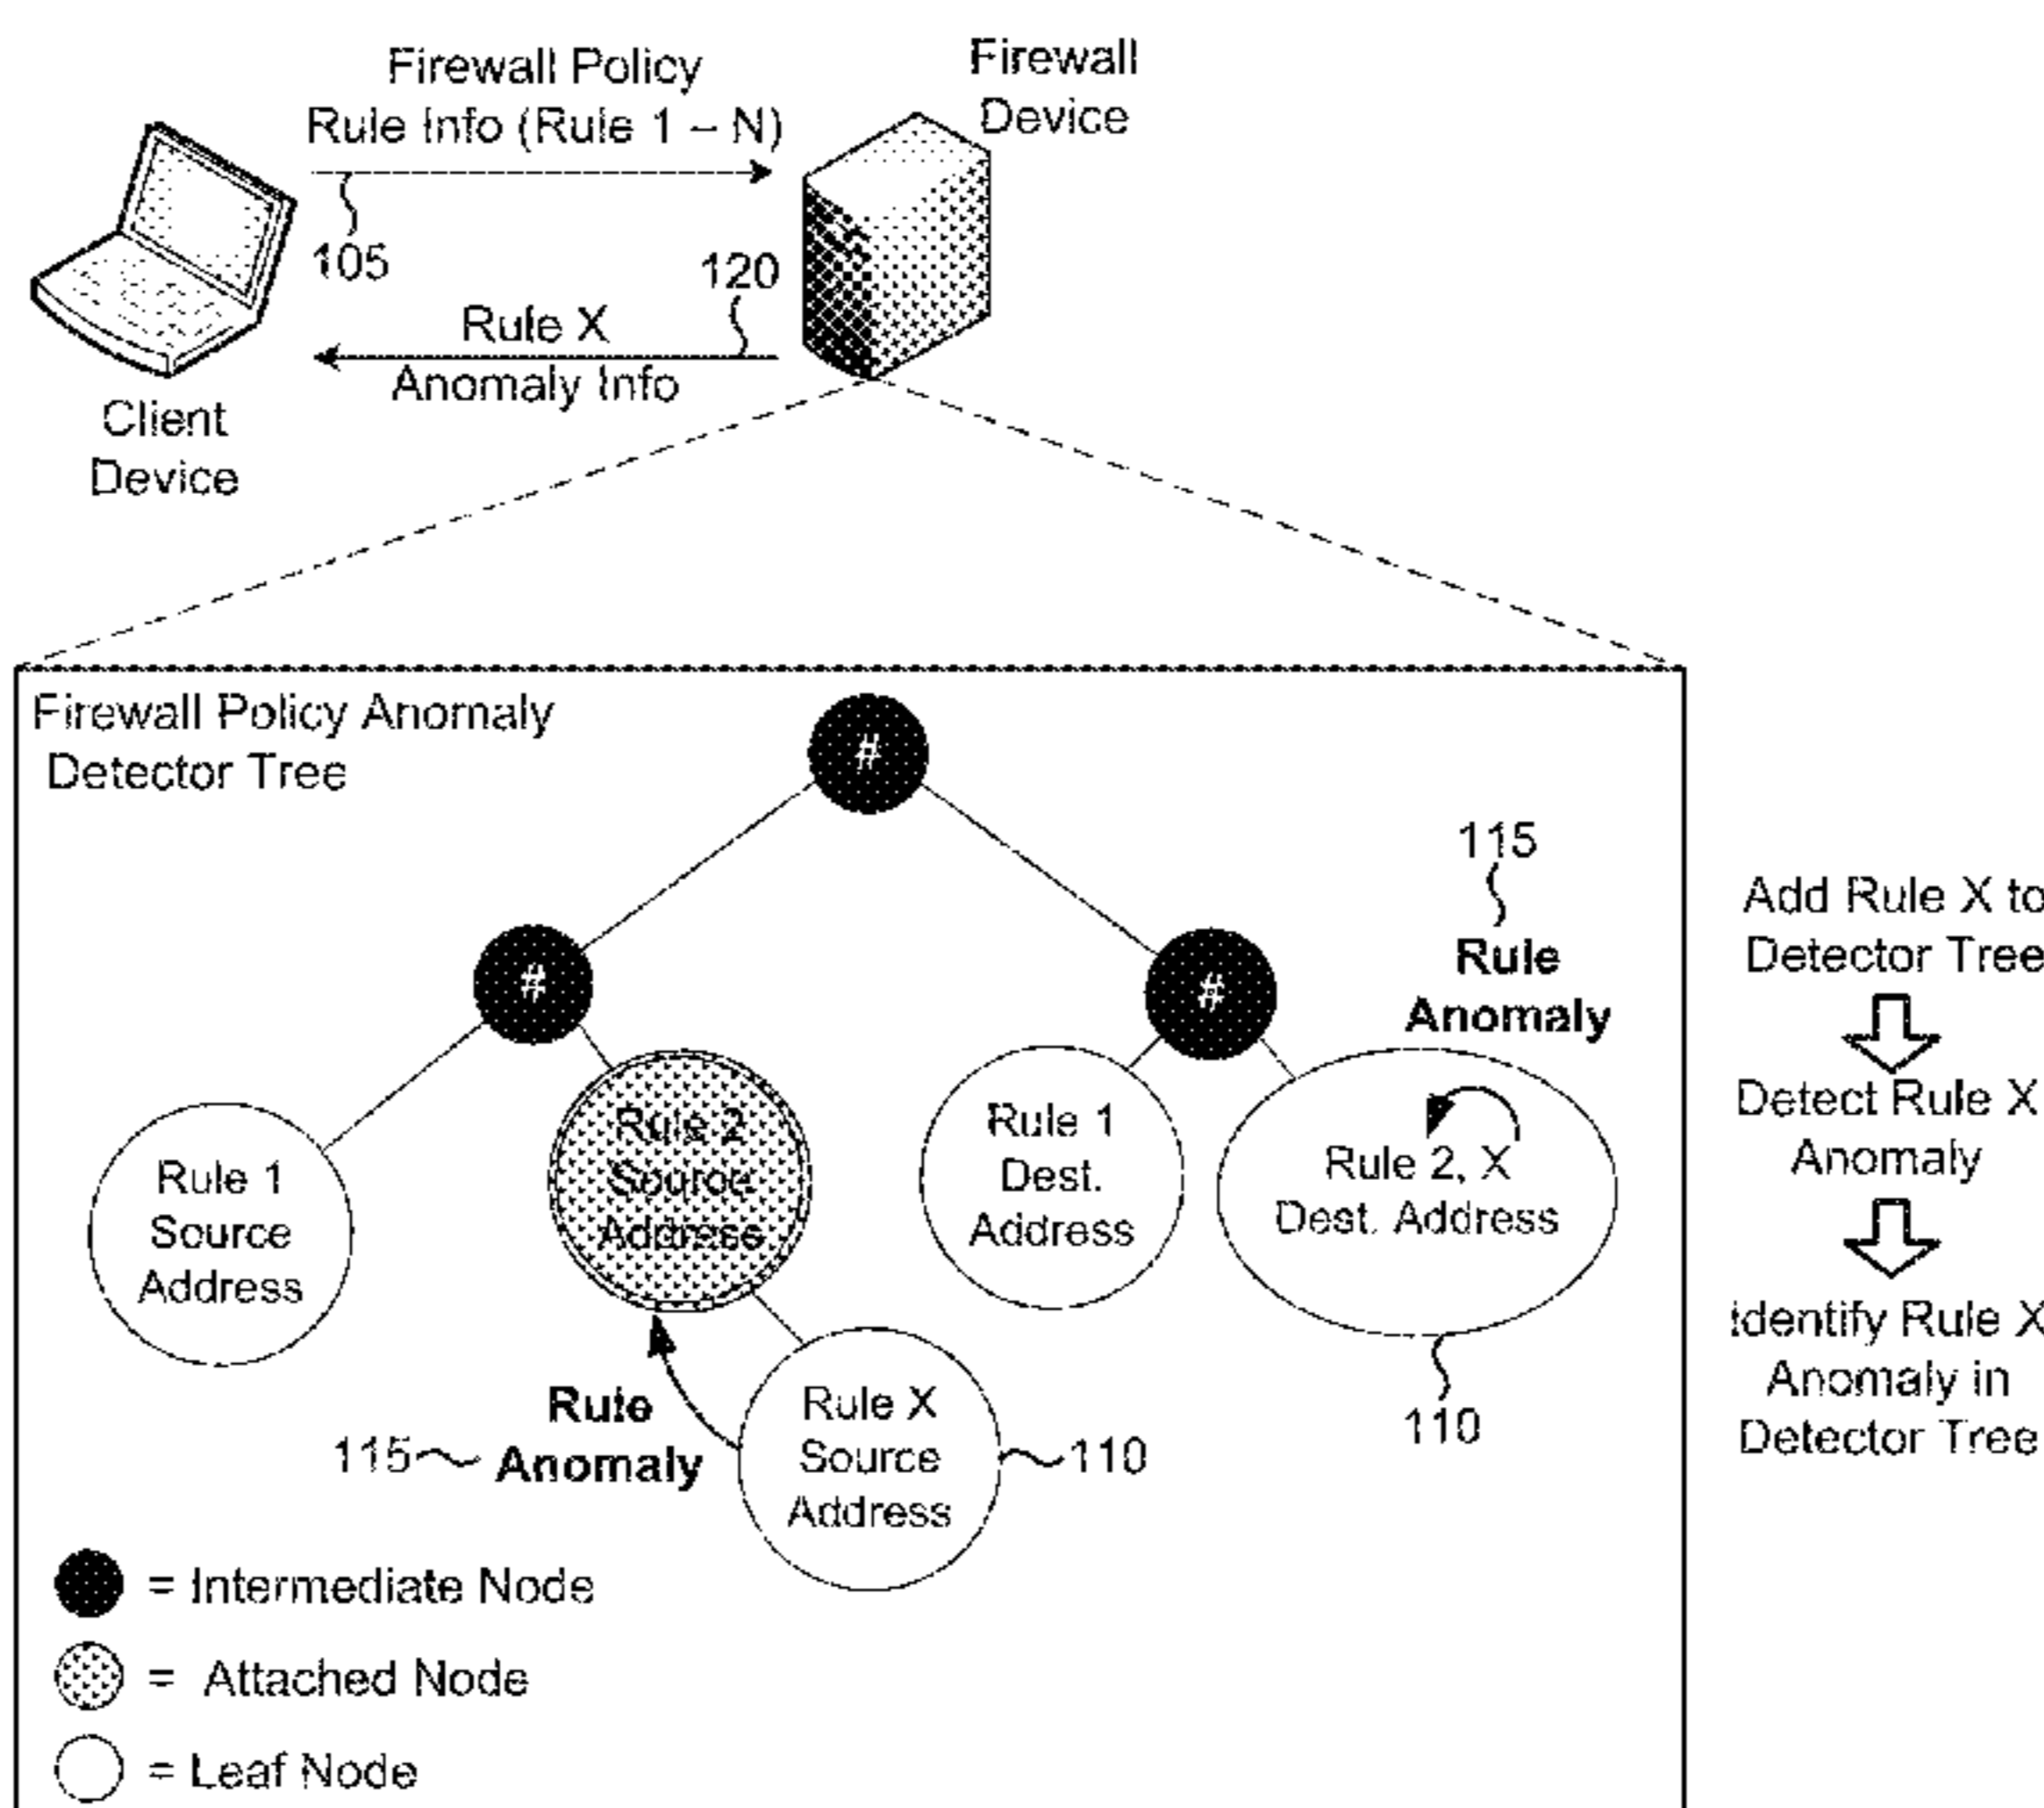 Firewall Policy
Rule Info (Rule 1 – N)
Firewall
Device
105
120
Rule X
Anomaly Info
Client
Device
Firewall Policy Anomaly
Detector Tree
#
#
#
115
Rule
Anomaly
Rule 1
Source
Address
Rule 2
Source
Address
Rule 1
Dest.
Address
Rule 2, X
Dest. Address
110
115
Rule
Anomaly
Rule X
Source
Address
110
= Intermediate Node
= Attached Node
= Leaf Node
Add Rule X to
Detector Tree
Detect Rule X
Anomaly
Identify Rule X
Anomaly in
Detector Tree